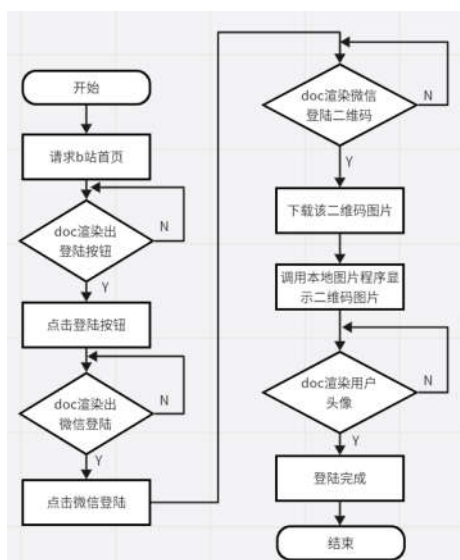 开始
请求b站首页
doc渲染出
登陆按钮
N
Y
点击登陆按钮
doc渲染出
微信登陆
N
Y
点击微信登陆
doc渲染微信
登陆二维码
N
Y
下载该二维码图片
调用本地图片程序显
示二维码图片
doc渲染用户
头像
N
Y
登陆完成
结束